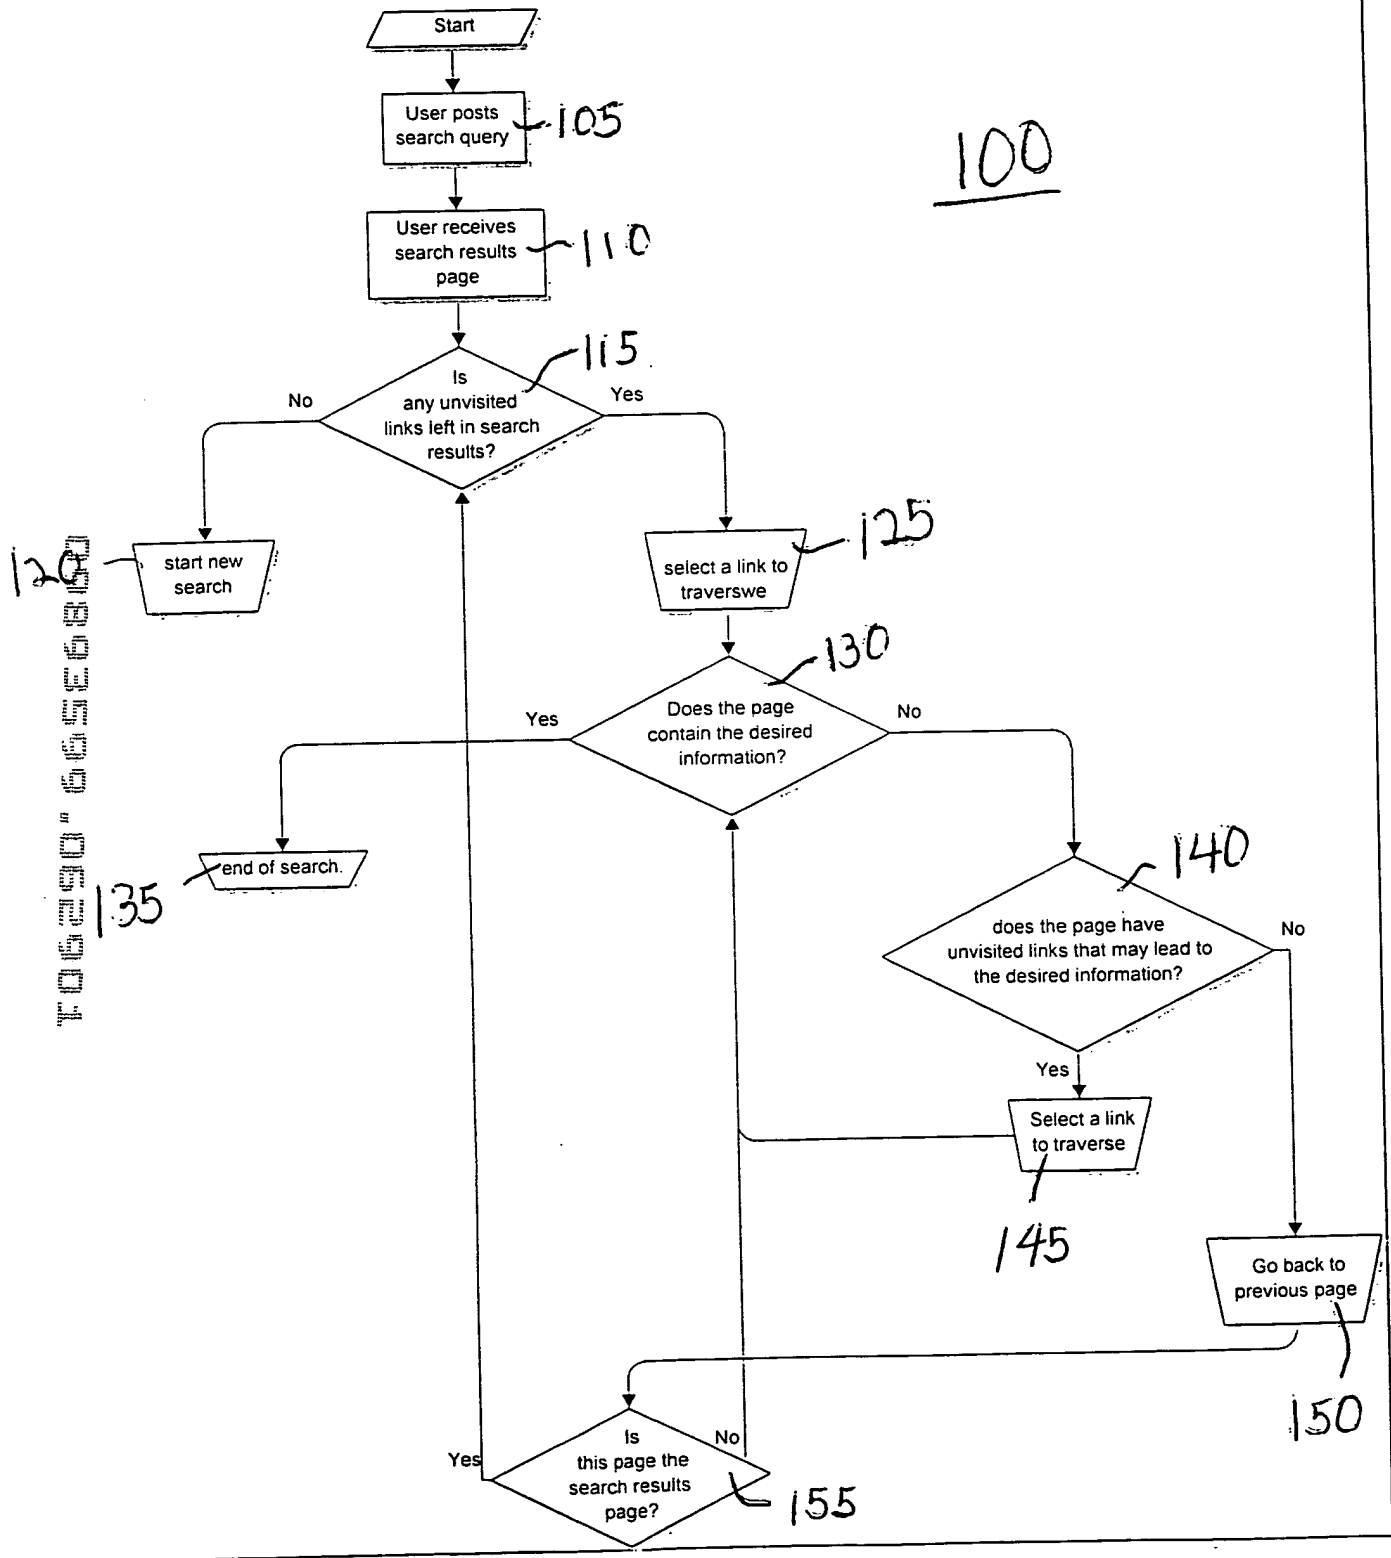 Start
User posts
search query
105
100
User receives
search results
page
110
115
Is
any unvisited
links left in search
results?
No
Yes
120
start new
search
125
select a link to
traverswe
130
Does the page
contain the desired
information?
Yes
No
135
end of search.
140
does the page have
unvisited links that may lead to
the desired information?
No
Yes
Select a link
to traverse
145
Go back to
previous page
150
Is
this page the
search results
page?
No
Yes
155